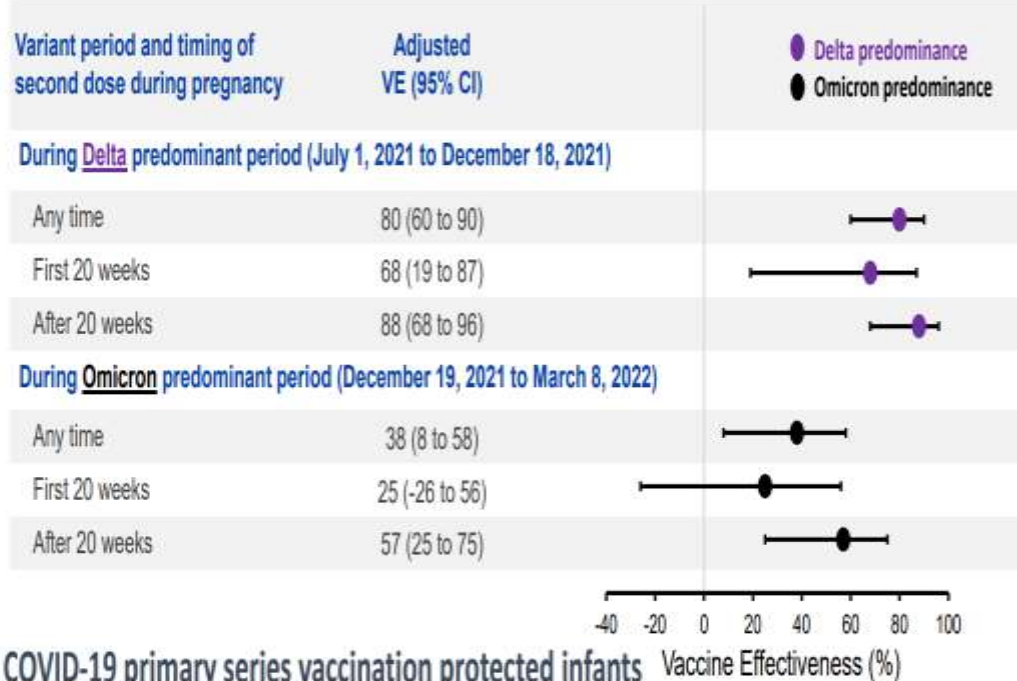 Variant period and timing of
second dose during pregnancy
Adjusted
VE (95% CI)
Delta predominance
Omicron predominance
During Delta predominant period (July 1, 2021 to December 18, 2021)
Any time 80 (60 to 90)
First 20 weeks 68 (19 to 87)
After 20 weeks 88 (68 to 96)
During Omicron predominant period (December 19, 2021 to March 8, 2022)
Any time 38 (8 to 58)
First 20 weeks 25 (-26 to 56)
After 20 weeks 57 (25 to 75)
-40 -20 0 20 40 60 80 100
Vaccine Effectiveness (%)
COVID-19 primary series vaccination protected infants